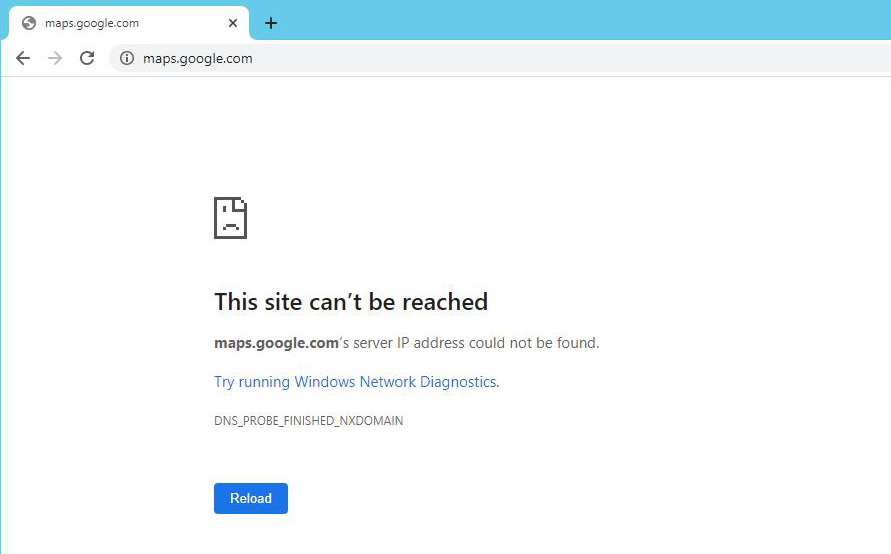 maps.google.com
maps.google.com
This site can’t be reached
maps.google.com’s server IP address could not be found.
Try running Windows Network Diagnostics.
DNS_PROBE_FINISHED_NXDOMAIN
Reload